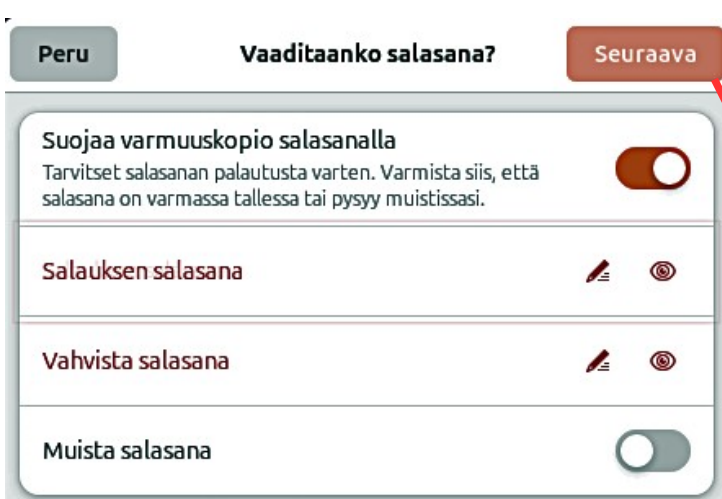 Peru
Vaaditaanko salasana?
Seuraava
Suojaa varmuuskopio salasanalla
Tarvitset salasanan palautusta varten. Varmista siis, että
salasana on varmassa tallessa tai pysyy muistissasi.
Salauksen salasana
Vahvista salasana
Muista salasana